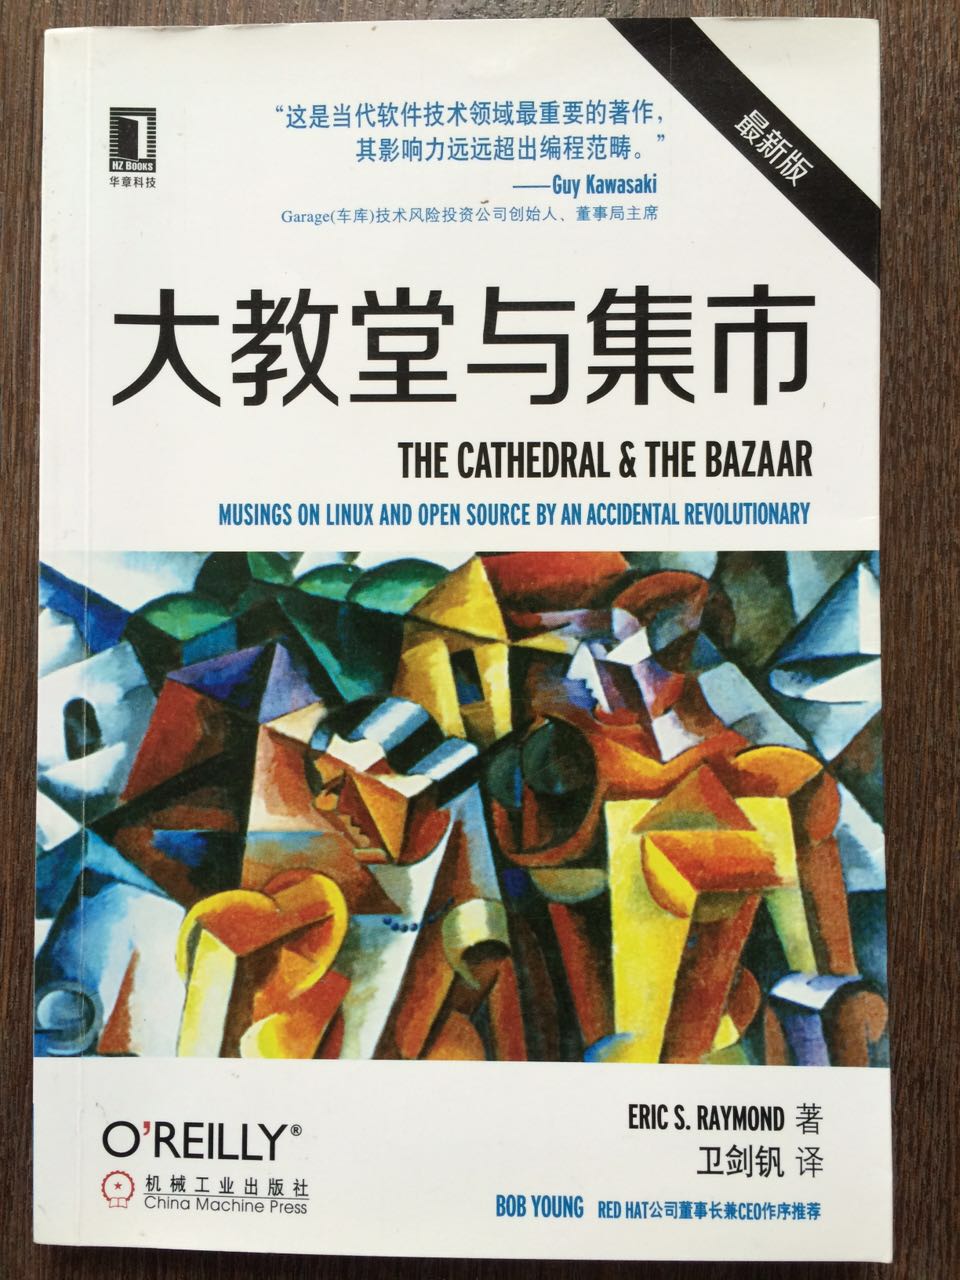 HZ BOOKS
华章科技
“这是当代软件技术领域最重要的著作，
其影响力远远超出编程范畴。”
——Guy Kawasaki
Garage(车库)技术风险投资公司创始人、董事局主席
最新版
大教堂与集市
THE CATHEDRAL & THE BAZAAR
MUSINGS ON LINUX AND OPEN SOURCE BY AN ACCIDENTAL REVOLUTIONARY
O'REILLY®
机械工业出版社
China Machine Press
ERIC S. RAYMOND 著
卫剑钒 译
BOB YOUNG RED HAT公司董事长兼CEO作序推荐